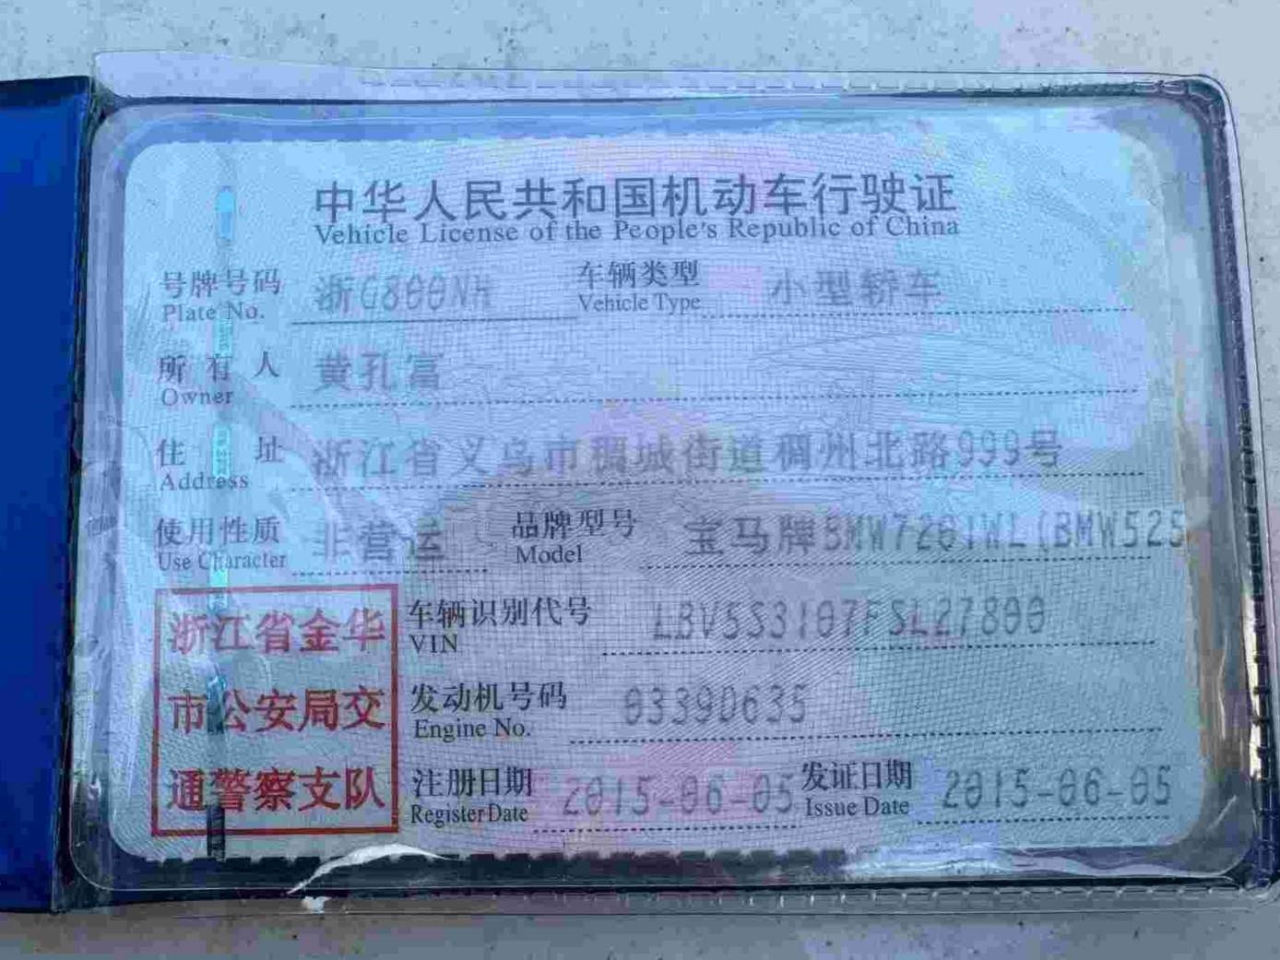 中华人民共和国机动车行驶证
Vehicle License of the People's Republic of China
号牌号码 浙G800NH 车辆类型 小型轿车
Plate No. Vehicle Type
所有人 黄孔富
Owner
住址 浙江省义乌市稠城街道稠州北路999号
Address
使用性质 非营运 品牌型号 宝马牌BMW7201WL(BMW525
Use Character Model
浙江省金华
市公安局交
通警察支队
车辆识别代号 LBV5S3107FSL27800
VIN
发动机号码 03390635
Engine No.
注册日期 2015-06-05 发证日期 2015-06-05
Register Date Issue Date